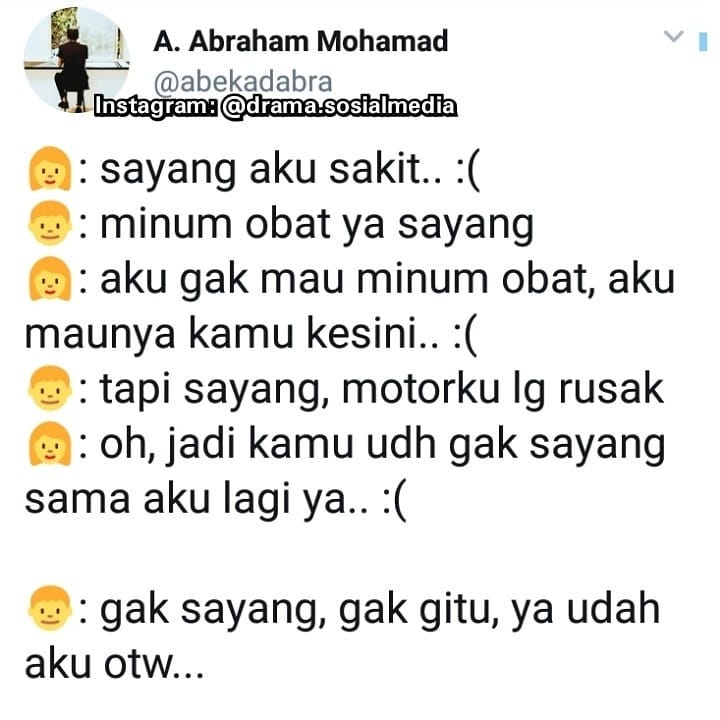 A. Abraham Mohamad
@abekadabra
Instagram: @drama.sosialmedia
👩: sayang aku sakit.. :(
👨: minum obat ya sayang
👩: aku gak mau minum obat, aku
maunya kamu kesini.. :(
👨: tapi sayang, motorku lg rusak
👩: oh, jadi kamu udh gak sayang
sama aku lagi ya.. :(
👨: gak sayang, gak gitu, ya udah
aku otw...